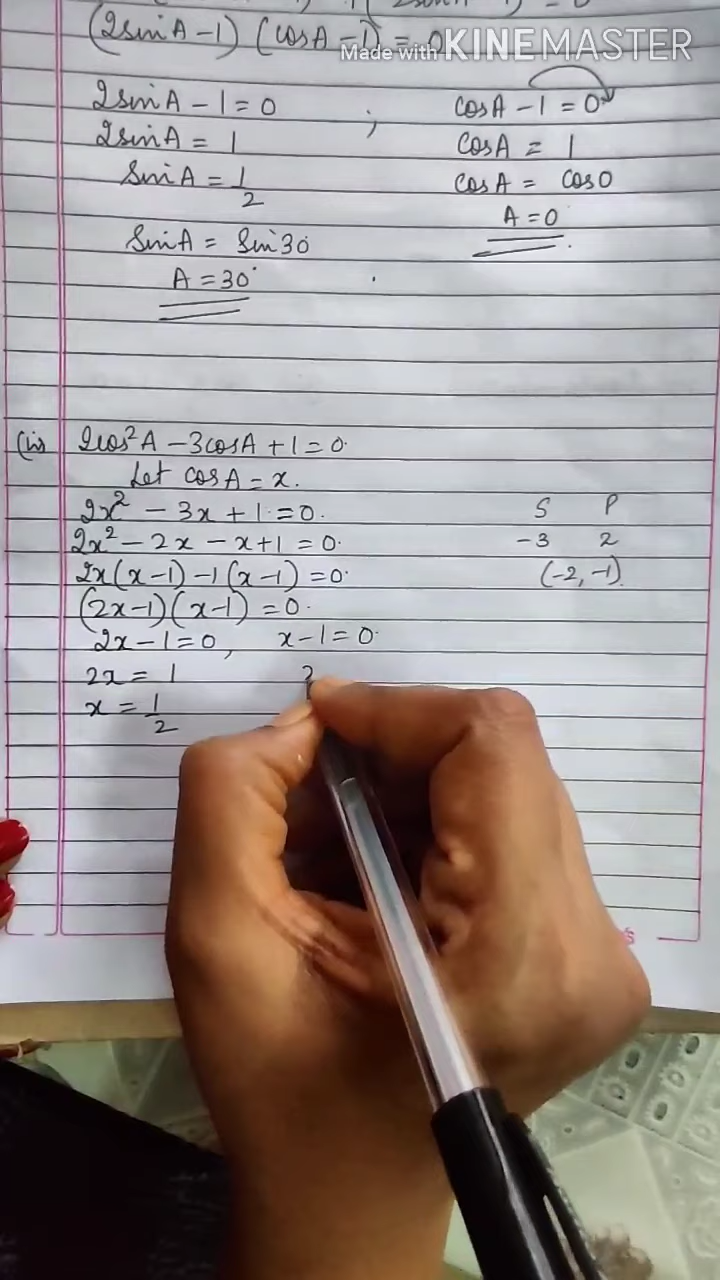 (2sinA-1) (cosA-1) = 0
Made with KINEMASTER
2sinA - 1 = 0 ; cosA - 1 = 0
2sinA = 1 cosA = 1
sinA = 1/2 cosA = cos0
A = 0
sinA = sin30
A = 30°
2cos²A - 3cosA + 1 = 0.
Let cosA = x.
2x² - 3x + 1 = 0. S P
2x² - 2x - x + 1 = 0. -3 2
2x(x-1) - 1(x-1) = 0. (-2, -1).
(2x-1)(x-1) = 0.
2x - 1 = 0, x - 1 = 0.
2x = 1
x = 1/2